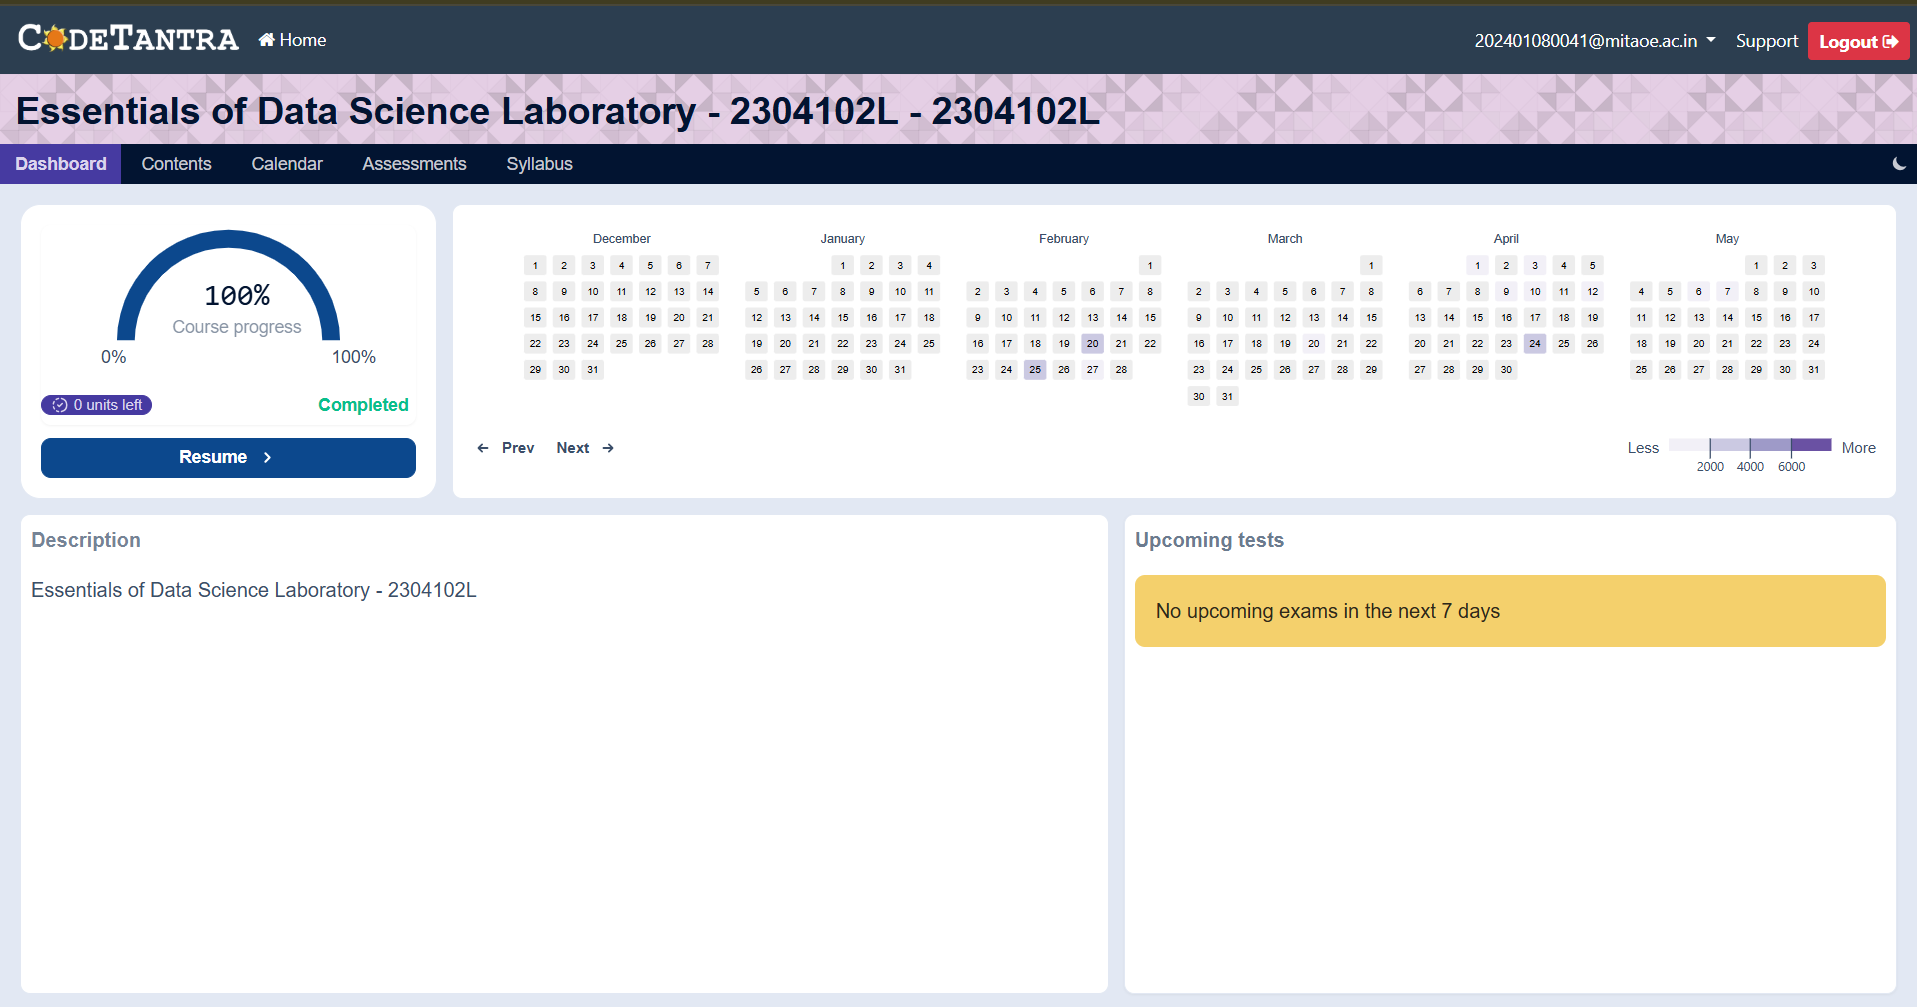 CODETANTRA Home 202401080041@mitaoe.ac.in Support Logout
Essentials of Data Science Laboratory - 2304102L - 2304102L
Dashboard Contents Calendar Assessments Syllabus
100%
Course progress
0% 100%
0 units left Completed
Resume
December
1 2 3 4 5 6 7
8 9 10 11 12 13 14
15 16 17 18 19 20 21
22 23 24 25 26 27 28
29 30 31
January
1 2 3 4
5 6 7 8 9 10 11
12 13 14 15 16 17 18
19 20 21 22 23 24 25
26 27 28 29 30 31
February
1
2 3 4 5 6 7 8
9 10 11 12 13 14 15
16 17 18 19 20 21 22
23 24 25 26 27 28
March
1
2 3 4 5 6 7 8
9 10 11 12 13 14 15
16 17 18 19 20 21 22
23 24 25 26 27 28 29
30 31
April
1 2 3 4 5
6 7 8 9 10 11 12
13 14 15 16 17 18 19
20 21 22 23 24 25 26
27 28 29 30
May
1 2 3
4 5 6 7 8 9 10
11 12 13 14 15 16 17
18 19 20 21 22 23 24
25 26 27 28 29 30 31
← Prev Next →
Less More
2000 4000 6000
Description
Essentials of Data Science Laboratory - 2304102L
Upcoming tests
No upcoming exams in the next 7 days